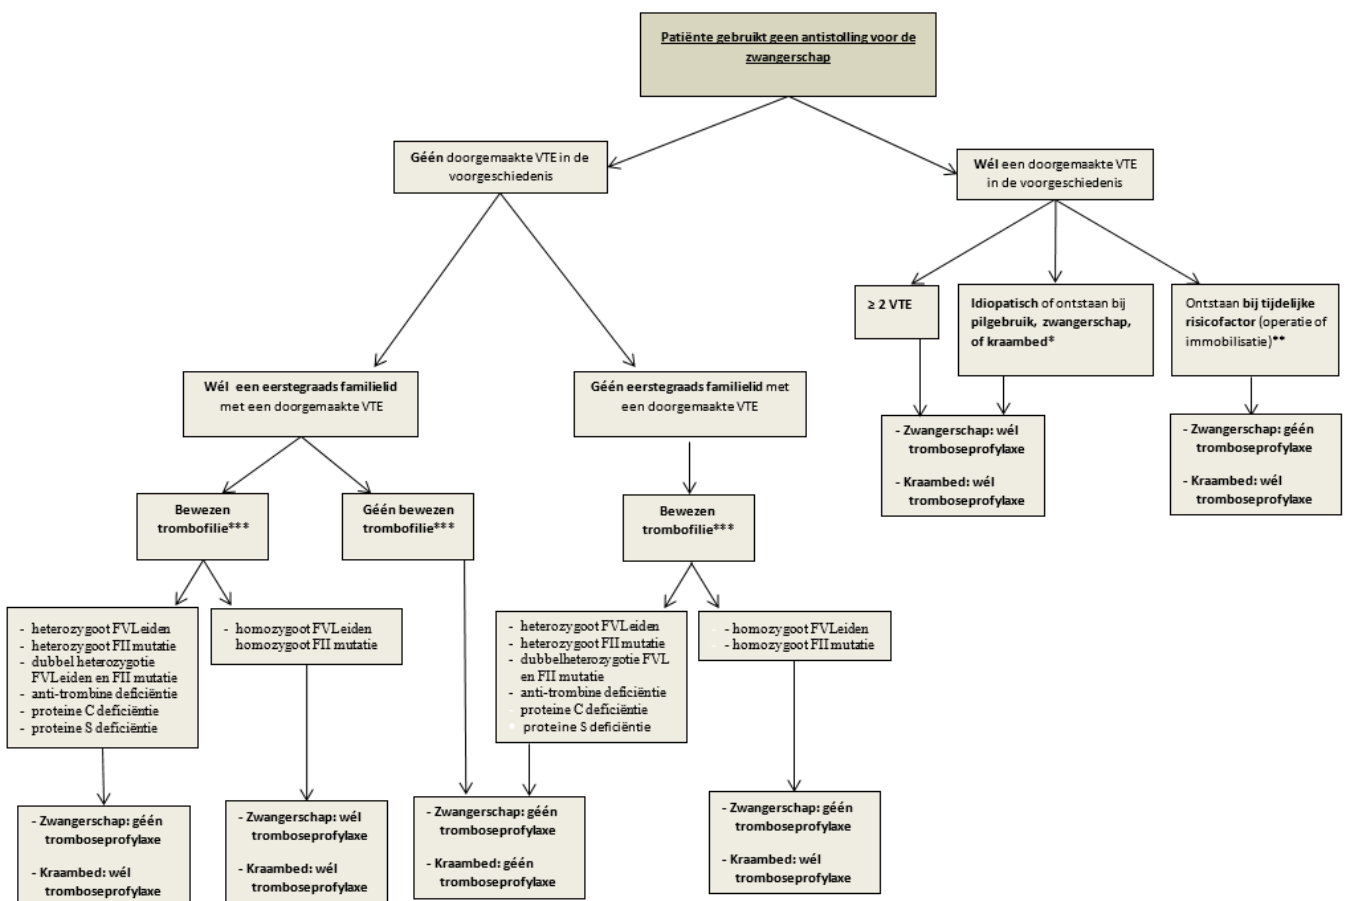 Patiënte gebruikt geen antistolling voor de
zwangerschap
Géén doorgemaakte VTE in de
voorgeschiedenis
Wél een doorgemaakte VTE
in de voorgeschiedenis
≥ 2 VTE
Idiopatisch of ontstaan bij
pilgebruik, zwangerschap,
of kraambed*
Ontstaan bij tijdelijke
risicofactor (operatie of
immobilisatie)**
Wél een eerstegraads familielid
met een doorgemaakte VTE
Géén eerstegraads familielid met
een doorgemaakte VTE
- Zwangerschap: wél
tromboseprofylaxe
- Kraambed: wél
tromboseprofylaxe
- Zwangerschap: géén
tromboseprofylaxe
- Kraambed: wél
tromboseprofylaxe
Bewezen
trombofilie***
Géén bewezen
trombofilie***
Bewezen
trombofilie***
- heterozygoot FVLeiden
- heterozygoot FII mutatie
- dubbel heterozygotie
FVLeiden en FII mutatie
- anti-trombine deficiëntie
- proteine C deficiëntie
- proteine S deficiëntie
- homozygoot FVLeiden
homozygoot FII mutatie
- heterozygoot FVLeiden
- heterozygoot FII mutatie
- dubbelheterozygotie FVL
en FII mutatie
- anti-trombine deficiëntie
proteine C deficiëntie
proteine S deficiëntie
- homozygoot FVLeiden
- homozygoot FII mutatie
- Zwangerschap: géén
tromboseprofylaxe
- Kraambed: wél
tromboseprofylaxe
- Zwangerschap: wél
tromboseprofylaxe
- Kraambed: wél
tromboseprofylaxe
- Zwangerschap: géén
tromboseprofylaxe
- Kraambed: géén
tromboseprofylaxe
- Zwangerschap: géén
tromboseprofylaxe
- Kraambed: wél
tromboseprofylaxe